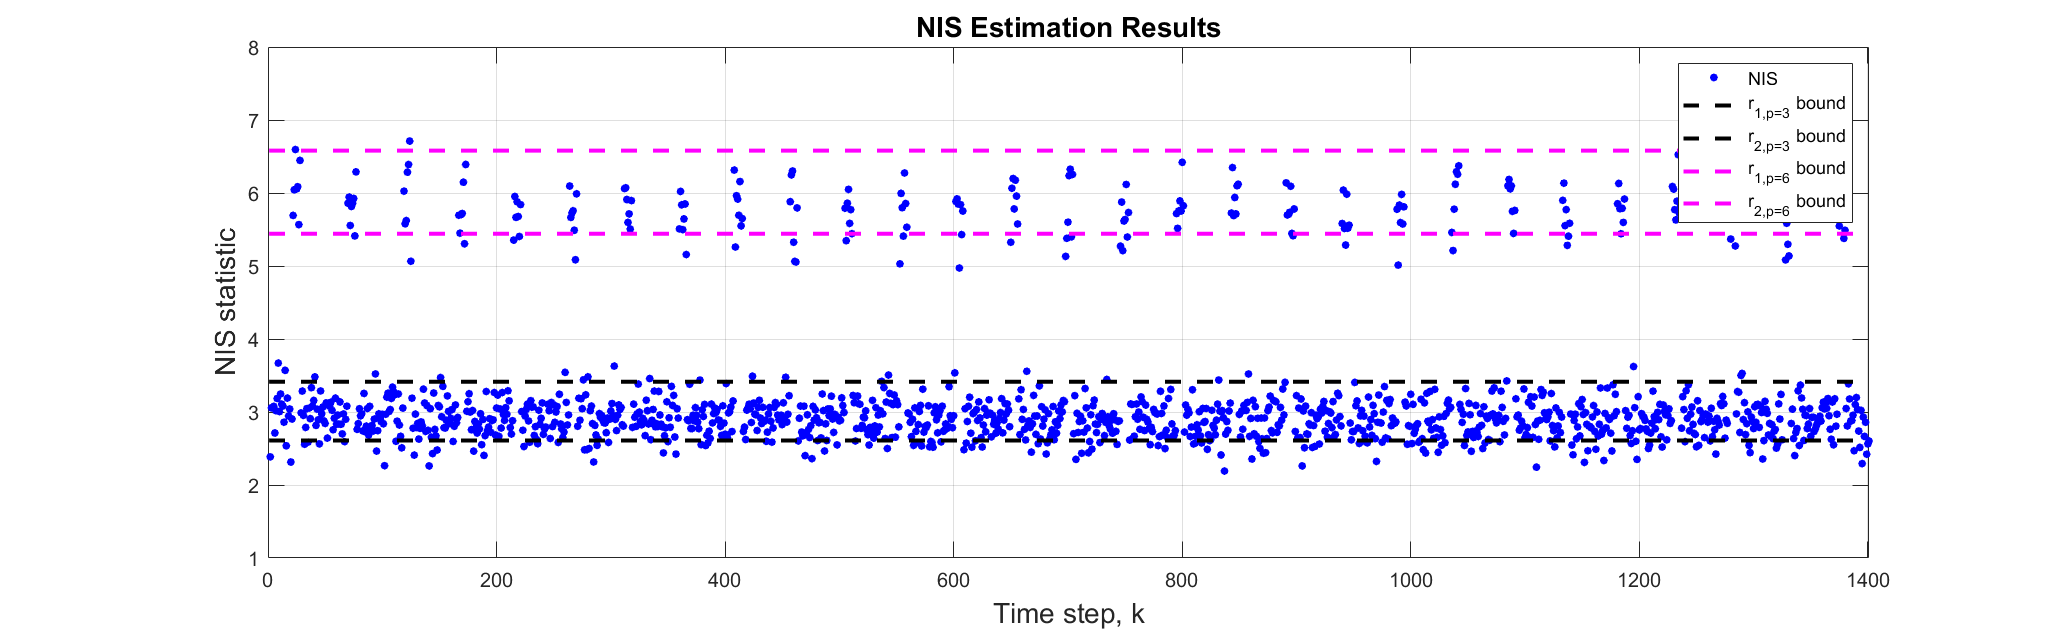 NIS Estimation Results
8
7
6
5
4
3
2
1
NIS statistic
NIS
r1,p=3 bound
r2,p=3 bound
r1,p=6 bound
r2,p=6 bound
0 200 400 600 800 1000 1200 1400
Time step, k